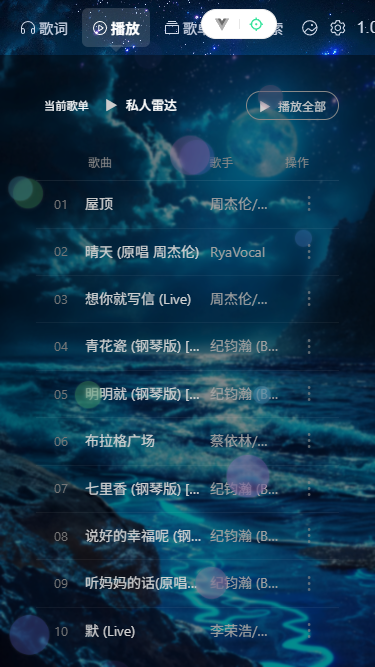 歌词 播放 歌单 索 1.0
当前歌单 私人雷达 播放全部
歌曲 歌手 操作
01 屋顶 周杰伦/...
02 晴天 (原唱 周杰伦) RyaVocal
03 想你就写信 (Live) 周杰伦/...
04 青花瓷 (钢琴版) [... 纪钧瀚 (B...
05 明明就 (钢琴版) [... 纪钧瀚 (B...
06 布拉格广场 蔡依林/...
07 七里香 (钢琴版) [... 纪钧瀚 (B...
08 说好的幸福呢 (钢... 纪钧瀚 (B...
09 听妈妈的话(原唱... 纪钧瀚 (B...
10 默 (Live) 李荣浩/...